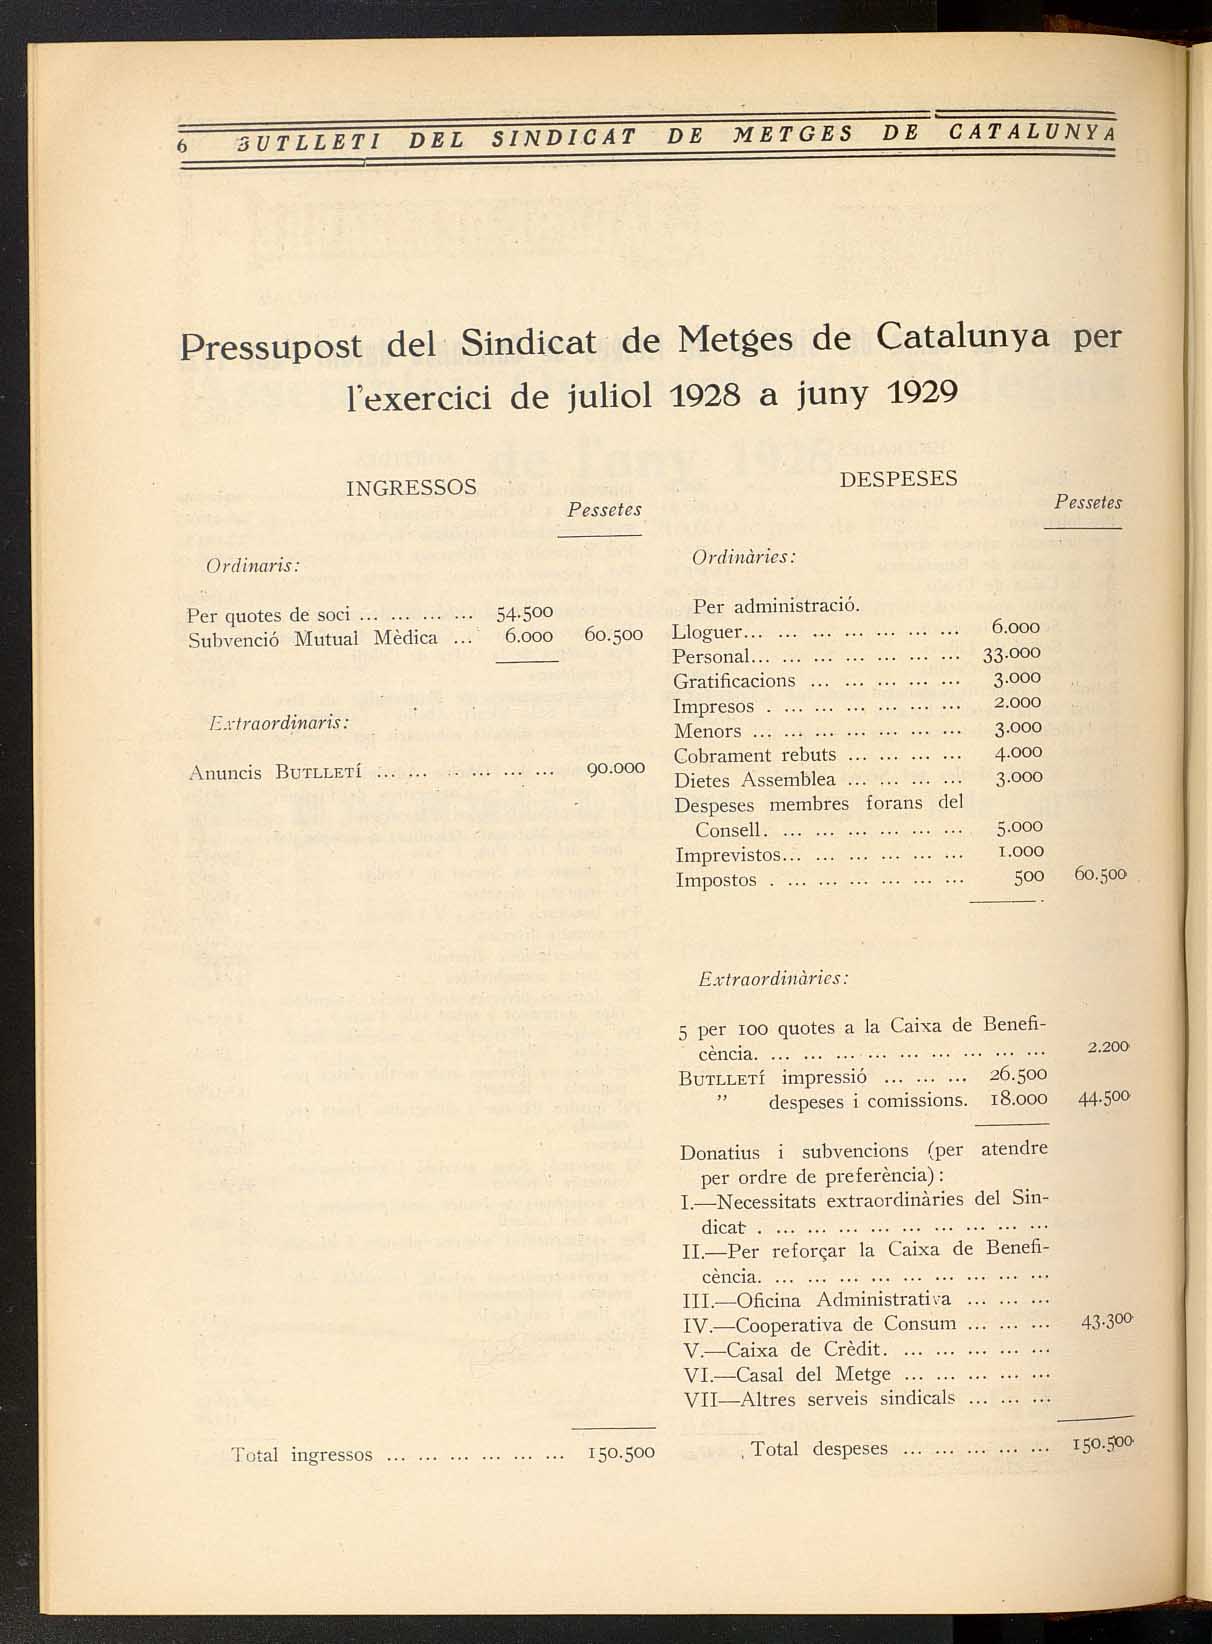 6 BUTLLETI DEL SINDICAT DE METGES DE CATALUNYA
Pressupost del Sindicat de Metges de Catalunya per
l'exercici de juliol 1928 a juny 1929
INGRESSOS
Pessetes
Ordinaris:
Per quotes de soci ... ... ... ... 54.500
Subvenció Mutual Mèdica ... 6.000 60.500
Extraordinaris:
Anuncis BUTLLETÍ ... ... ... ... ... ... 90.000
Total ingressos ... ... ... ... ... ... 150.500
DESPESES
Pessetes
Ordinàries:
Per administració.
Lloguer... ... ... ... ... ... ... 6.000
Personal... ... ... ... ... ... ... 33.000
Gratificacions ... ... ... ... ... 3.000
Impresos . ... ... ... ... ... ... 2.000
Menors ... ... ... ... ... ... ... 3.000
Cobrament rebuts ... ... ... ... 4.000
Dietes Assemblea ... ... ... ... 3.000
Despeses membres forans del
Consell. ... ... ... ... ... ... 5.000
Imprevistos... ... ... ... ... ... 1.000
Impostos . ... ... ... ... ... ... 500 60.500
Extraordinàries:
5 per 100 quotes a la Caixa de Benefi-
cència. ... ... ... ... ... ... ... ... ... 2.200
BUTLLETÍ impressió ... ... ... 26.500
" despeses i comissions. 18.000 44.500
Donatius i subvencions (per atendre
per ordre de preferència):
I.—Necessitats extraordinàries del Sin-
dicat . ... ... ... ... ... ... ... ... ...
II.—Per reforçar la Caixa de Benefi-
cència. ... ... ... ... ... ... ... ... ...
III.—Oficina Administrativa ... ... ...
IV.—Cooperativa de Consum ... ... ... 43.300
V.—Caixa de Crèdit. ... ... ... ... ...
VI.—Casal del Metge ... ... ... ... ...
VII—Altres serveis sindicals ... ... ...
Total despeses ... ... ... ... ... 150.500